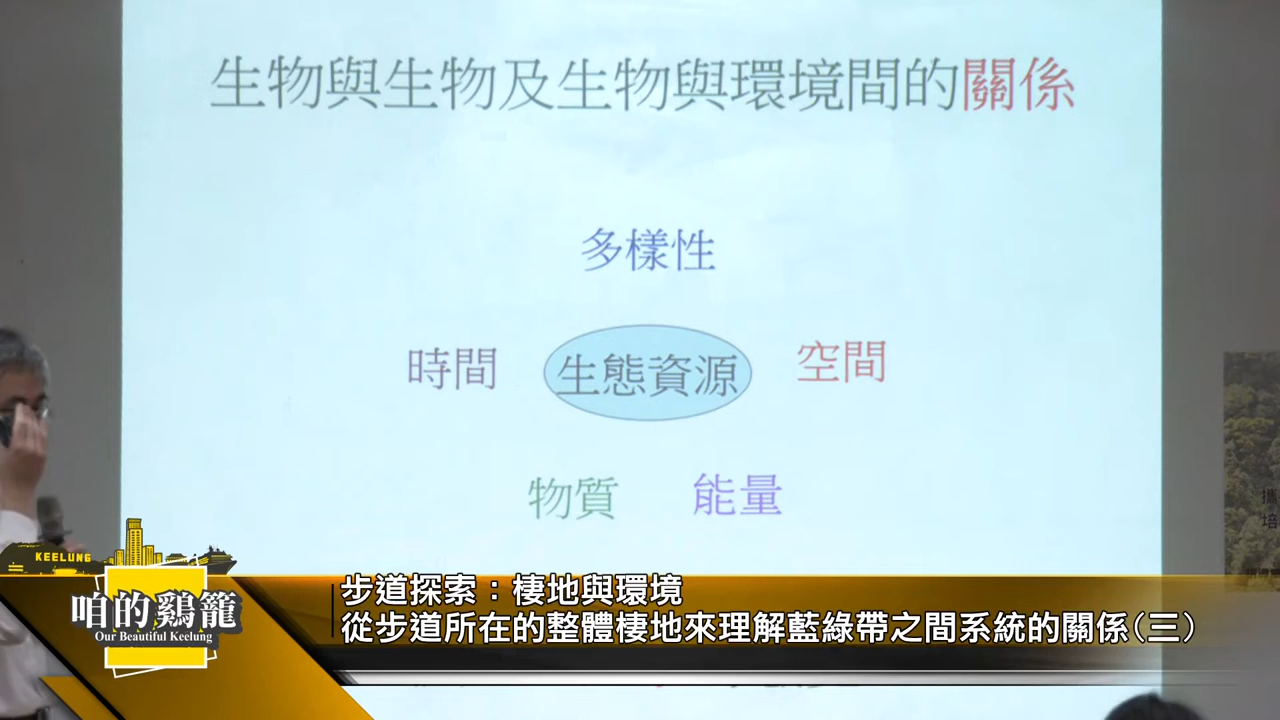 生物與生物及生物與環境間的關係
多樣性
時間
生態資源
空間
物質
能量
攜
培
KEELUNG
咱的鷄籠
Our Beautiful Keelung
步道探索：棲地與環境
從步道所在的整體棲地來理解藍綠帶之間系統的關係(三)